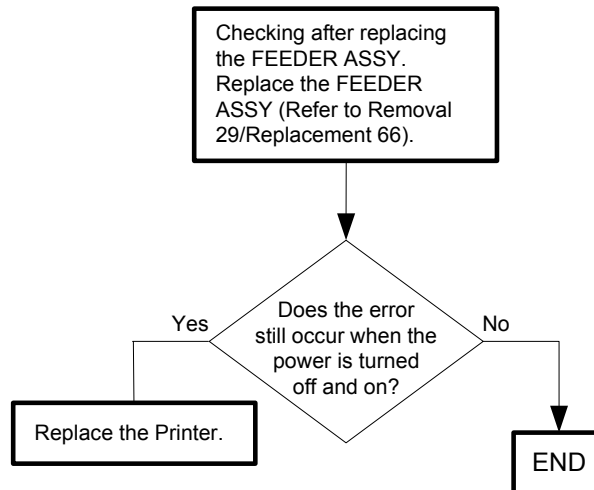 Checking after replacing
the FEEDER ASSY.
Replace the FEEDER
ASSY (Refer to Removal
29/Replacement 66).
Does the error
still occur when the
power is turned
off and on?
Yes
No
Replace the Printer.
END